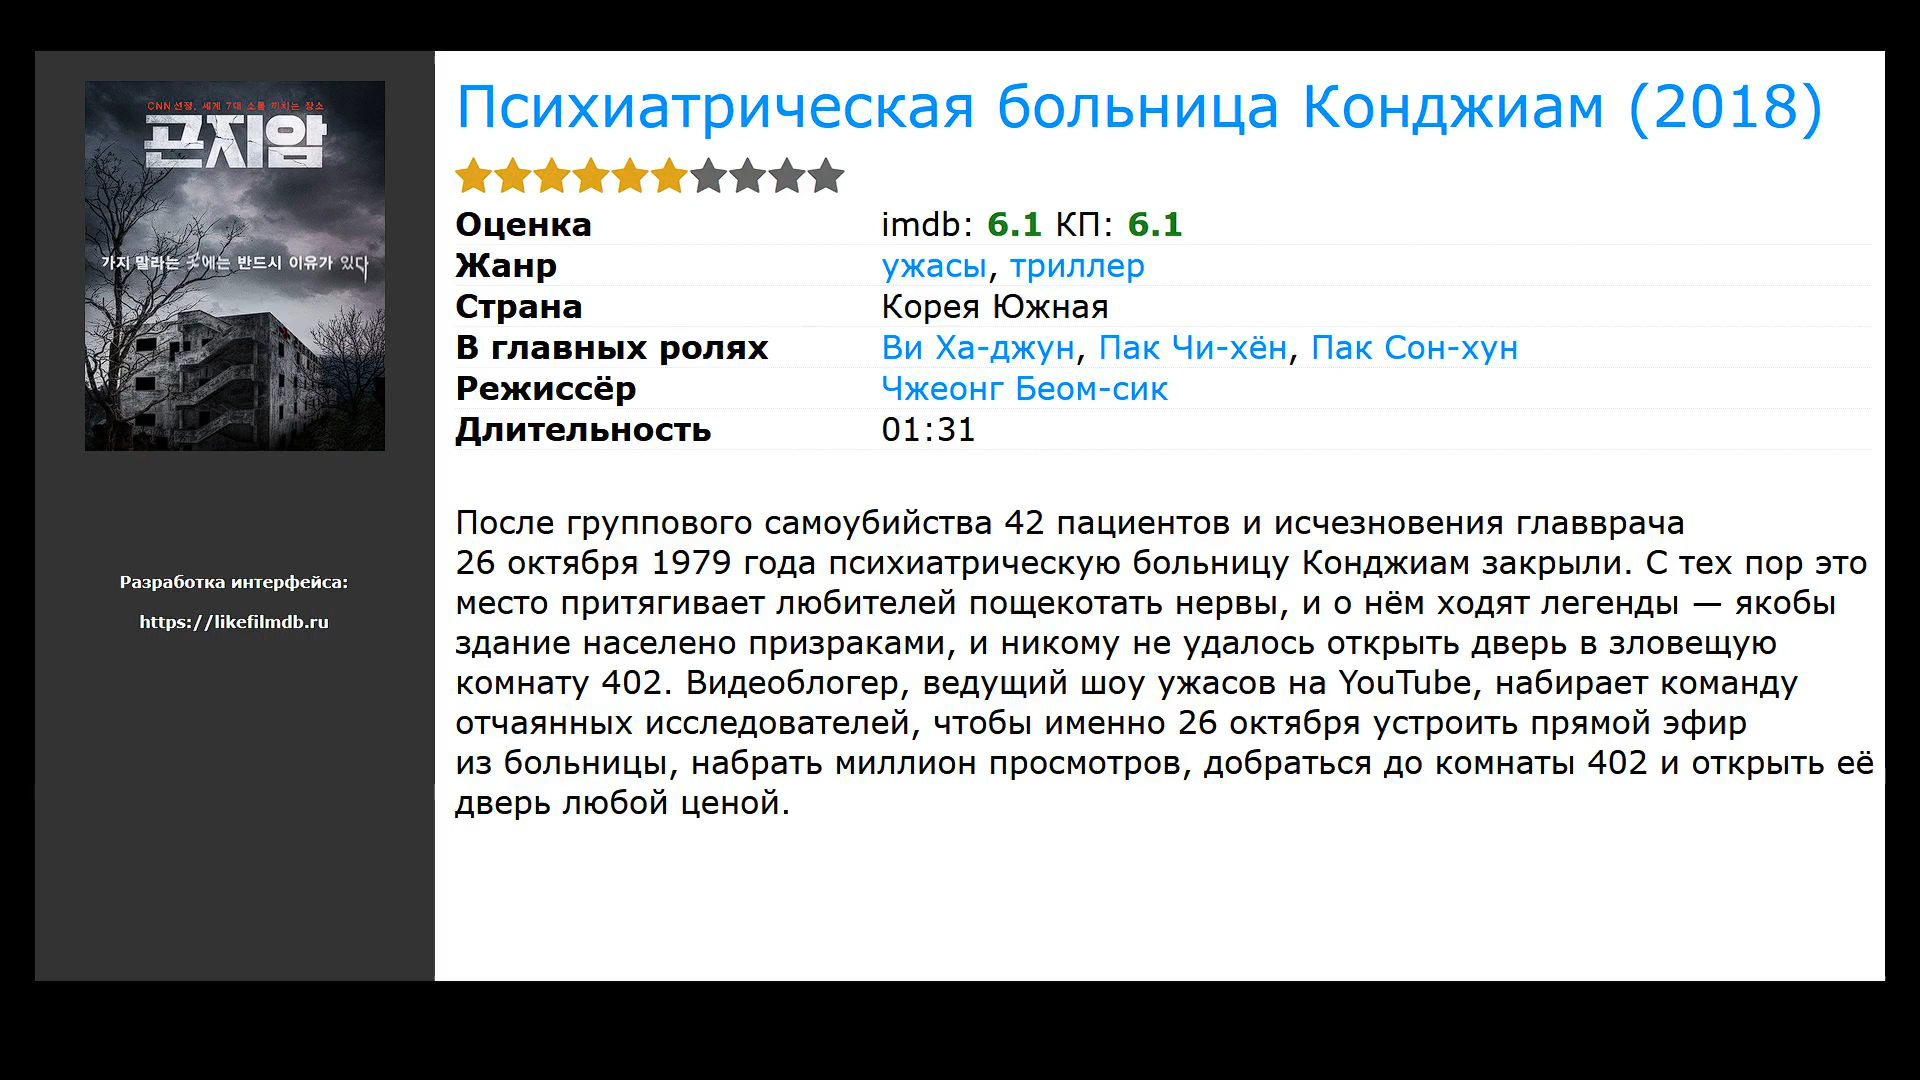 CNN 선정, 세계 7대 소름 끼치는 장소
곤지암
가지 말라는 곳에는 반드시 이유가 있다
Разработка интерфейса:
https://likefilmdb.ru
Психиатрическая больница Конджиам (2018)
Оценка imdb: 6.1 КП: 6.1
Жанр ужасы, триллер
Страна Корея Южная
В главных ролях Ви Ха-джун, Пак Чи-хён, Пак Сон-хун
Режиссёр Чжеонг Беом-сик
Длительность 01:31
После группового самоубийства 42 пациентов и исчезновения главврача
26 октября 1979 года психиатрическую больницу Конджиам закрыли. С тех пор это
место притягивает любителей пощекотать нервы, и о нём ходят легенды — якобы
здание населено призраками, и никому не удалось открыть дверь в зловещую
комнату 402. Видеоблогер, ведущий шоу ужасов на YouTube, набирает команду
отчаянных исследователей, чтобы именно 26 октября устроить прямой эфир
из больницы, набрать миллион просмотров, добраться до комнаты 402 и открыть её
дверь любой ценой.